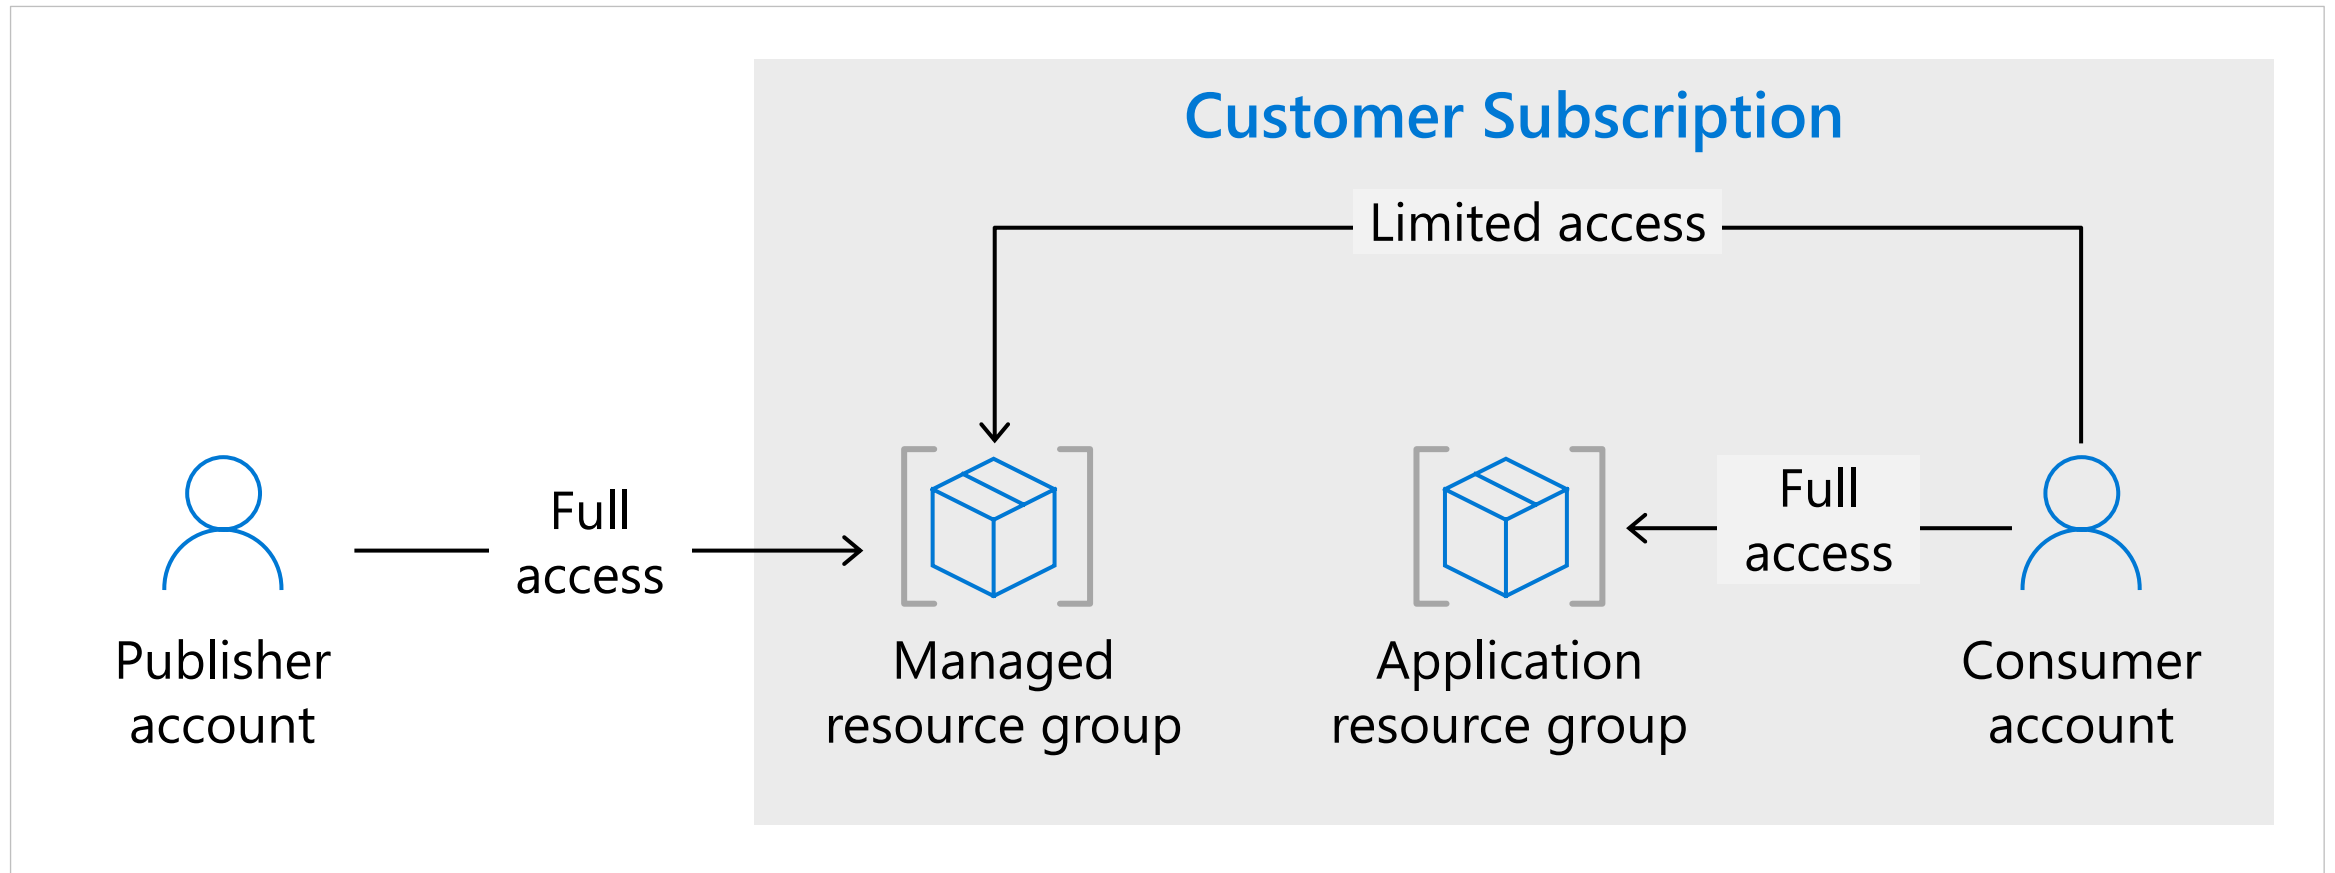 Customer Subscription
Limited access
Full
access
Full
access
Publisher
account
Managed
resource group
Application
resource group
Consumer
account